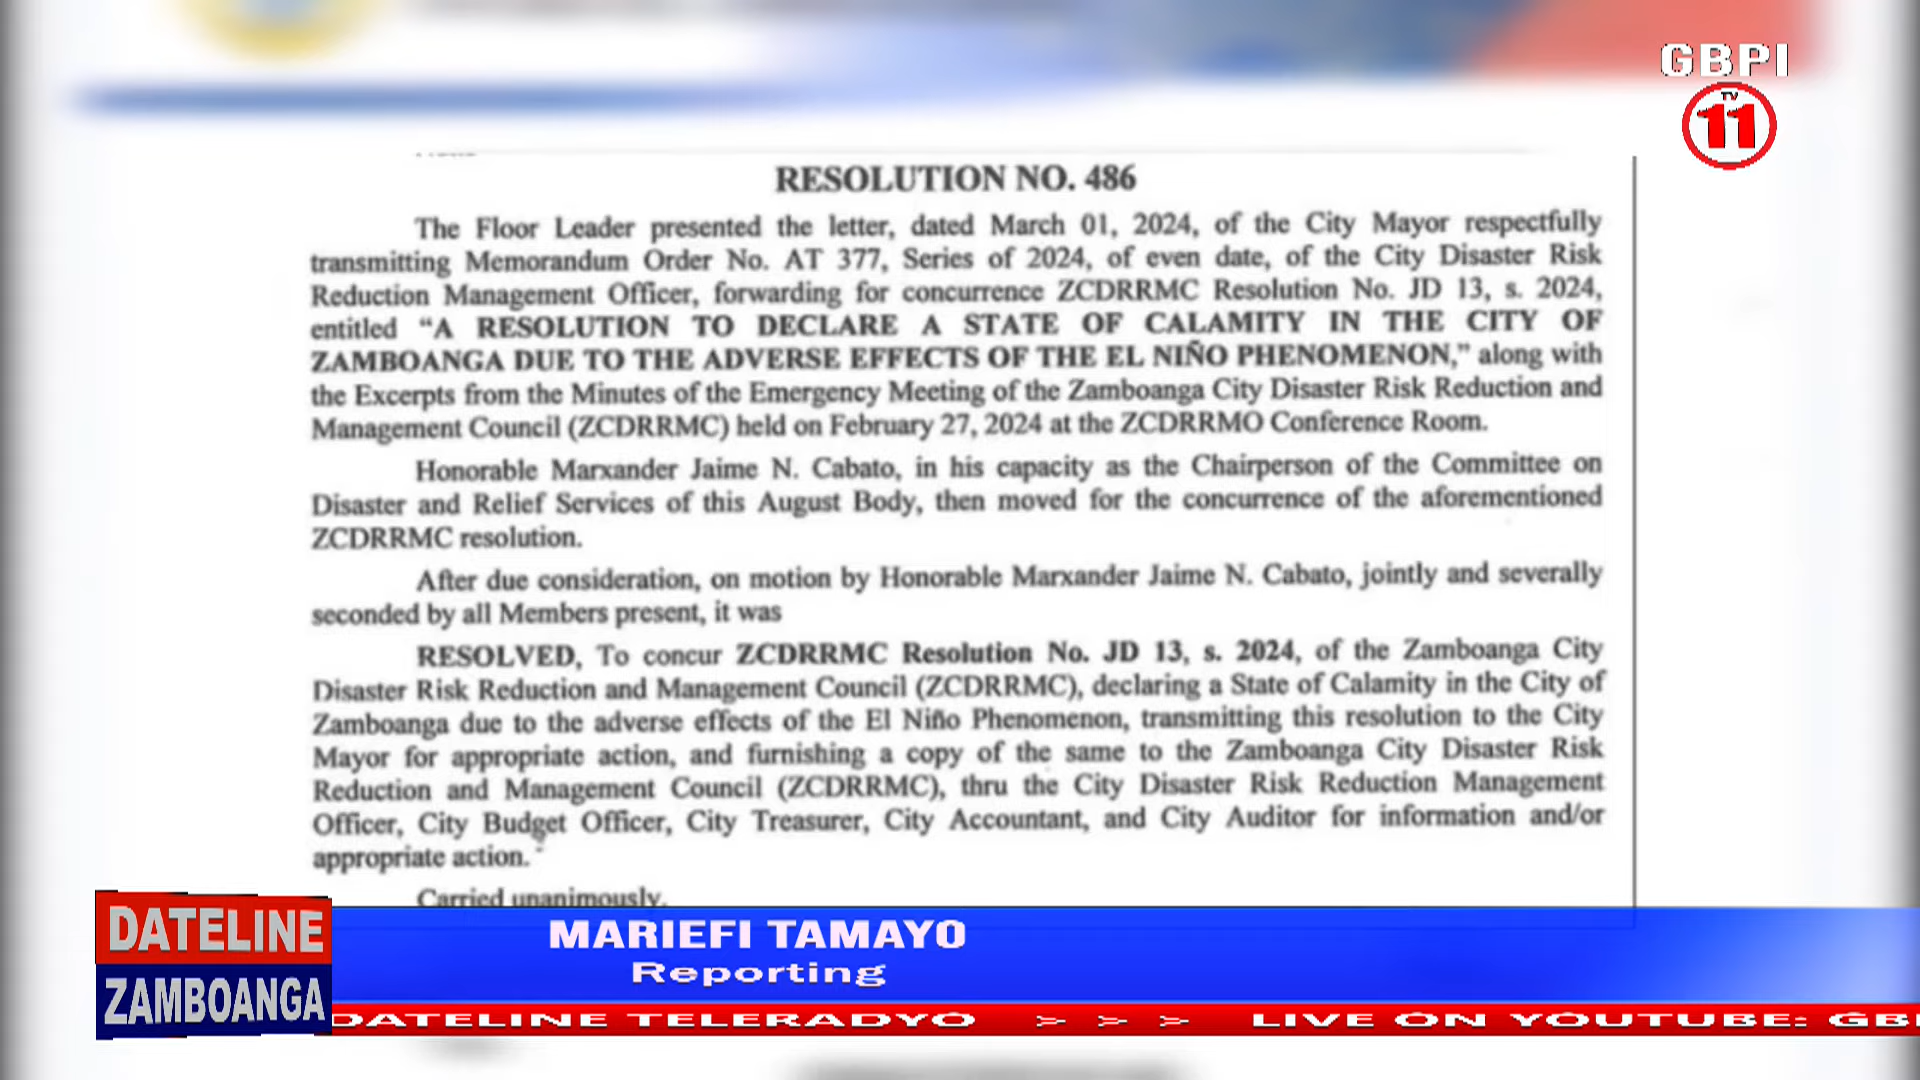 GBPI
TV
11
RESOLUTION NO. 486
The Floor Leader presented the letter, dated March 01, 2024, of the City Mayor respectfully
transmitting Memorandum Order No. AT 377, Series of 2024, of even date, of the City Disaster Risk
Reduction Management Officer, forwarding for concurrence ZCDRRMC Resolution No. JD 13, s. 2024,
entitled “A RESOLUTION TO DECLARE A STATE OF CALAMITY IN THE CITY OF
ZAMBOANGA DUE TO THE ADVERSE EFFECTS OF THE EL NIÑO PHENOMENON,” along with
the Excerpts from the Minutes of the Emergency Meeting of the Zamboanga City Disaster Risk Reduction and
Management Council (ZCDRRMC) held on February 27, 2024 at the ZCDRRMO Conference Room.
Honorable Marxander Jaime N. Cabato, in his capacity as the Chairperson of the Committee on
Disaster and Relief Services of this August Body, then moved for the concurrence of the aforementioned
ZCDRRMC resolution.
After due consideration, on motion by Honorable Marxander Jaime N. Cabato, jointly and severally
seconded by all Members present, it was
RESOLVED, To concur ZCDRRMC Resolution No. JD 13, s. 2024, of the Zamboanga City
Disaster Risk Reduction and Management Council (ZCDRRMC), declaring a State of Calamity in the City of
Zamboanga due to the adverse effects of the El Niño Phenomenon, transmitting this resolution to the City
Mayor for appropriate action, and furnishing a copy of the same to the Zamboanga City Disaster Risk
Reduction and Management Council (ZCDRRMC), thru the City Disaster Risk Reduction Management
Officer, City Budget Officer, City Treasurer, City Accountant, and City Auditor for information and/or
appropriate action.
Carried unanimously.
DATELINE
ZAMBOANGA
MARIEFI TAMAYO
Reporting
DATELINE TELERADYO > > > LIVE ON YOUTUBE: GB